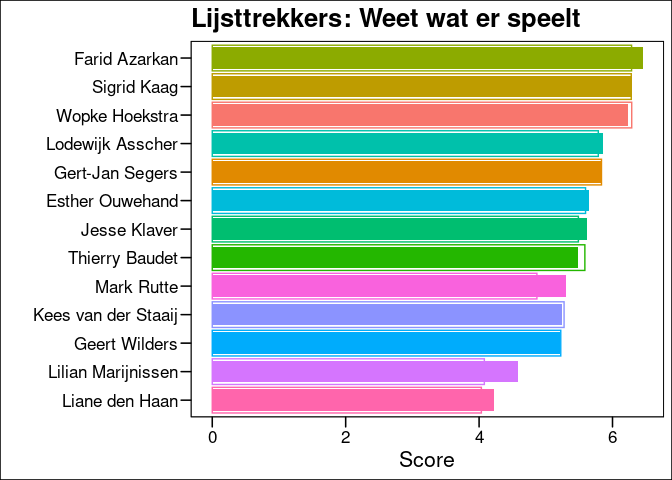 Lijsttrekkers: Weet wat er speelt
Farid Azarkan
Sigrid Kaag
Wopke Hoekstra
Lodewijk Asscher
Gert-Jan Segers
Esther Ouwehand
Jesse Klaver
Thierry Baudet
Mark Rutte
Kees van der Staaij
Geert Wilders
Lilian Marijnissen
Liane den Haan
0 2 4 6
Score